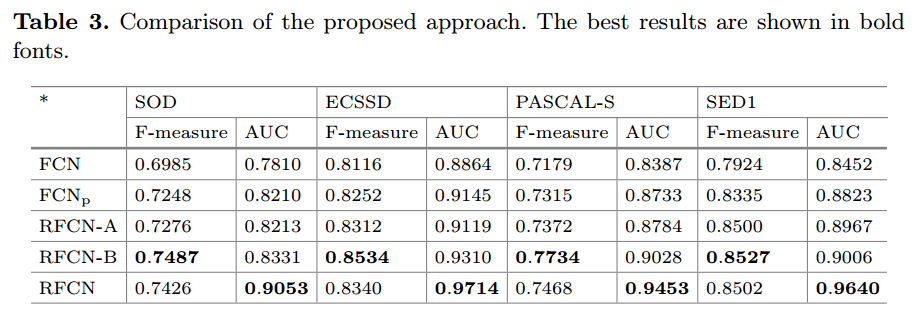 Table 3. Comparison of the proposed approach. The best results are shown in bold
fonts.
* SOD ECSSD PASCAL-S SED1
F-measure AUC F-measure AUC F-measure AUC F-measure AUC
FCN 0.6985 0.7810 0.8116 0.8864 0.7179 0.8387 0.7924 0.8452
FCNp 0.7248 0.8210 0.8252 0.9145 0.7315 0.8733 0.8335 0.8823
RFCN-A 0.7276 0.8213 0.8312 0.9119 0.7372 0.8784 0.8500 0.8967
RFCN-B 0.7487 0.8331 0.8534 0.9310 0.7734 0.9028 0.8527 0.9006
RFCN 0.7426 0.9053 0.8340 0.9714 0.7468 0.9453 0.8502 0.9640